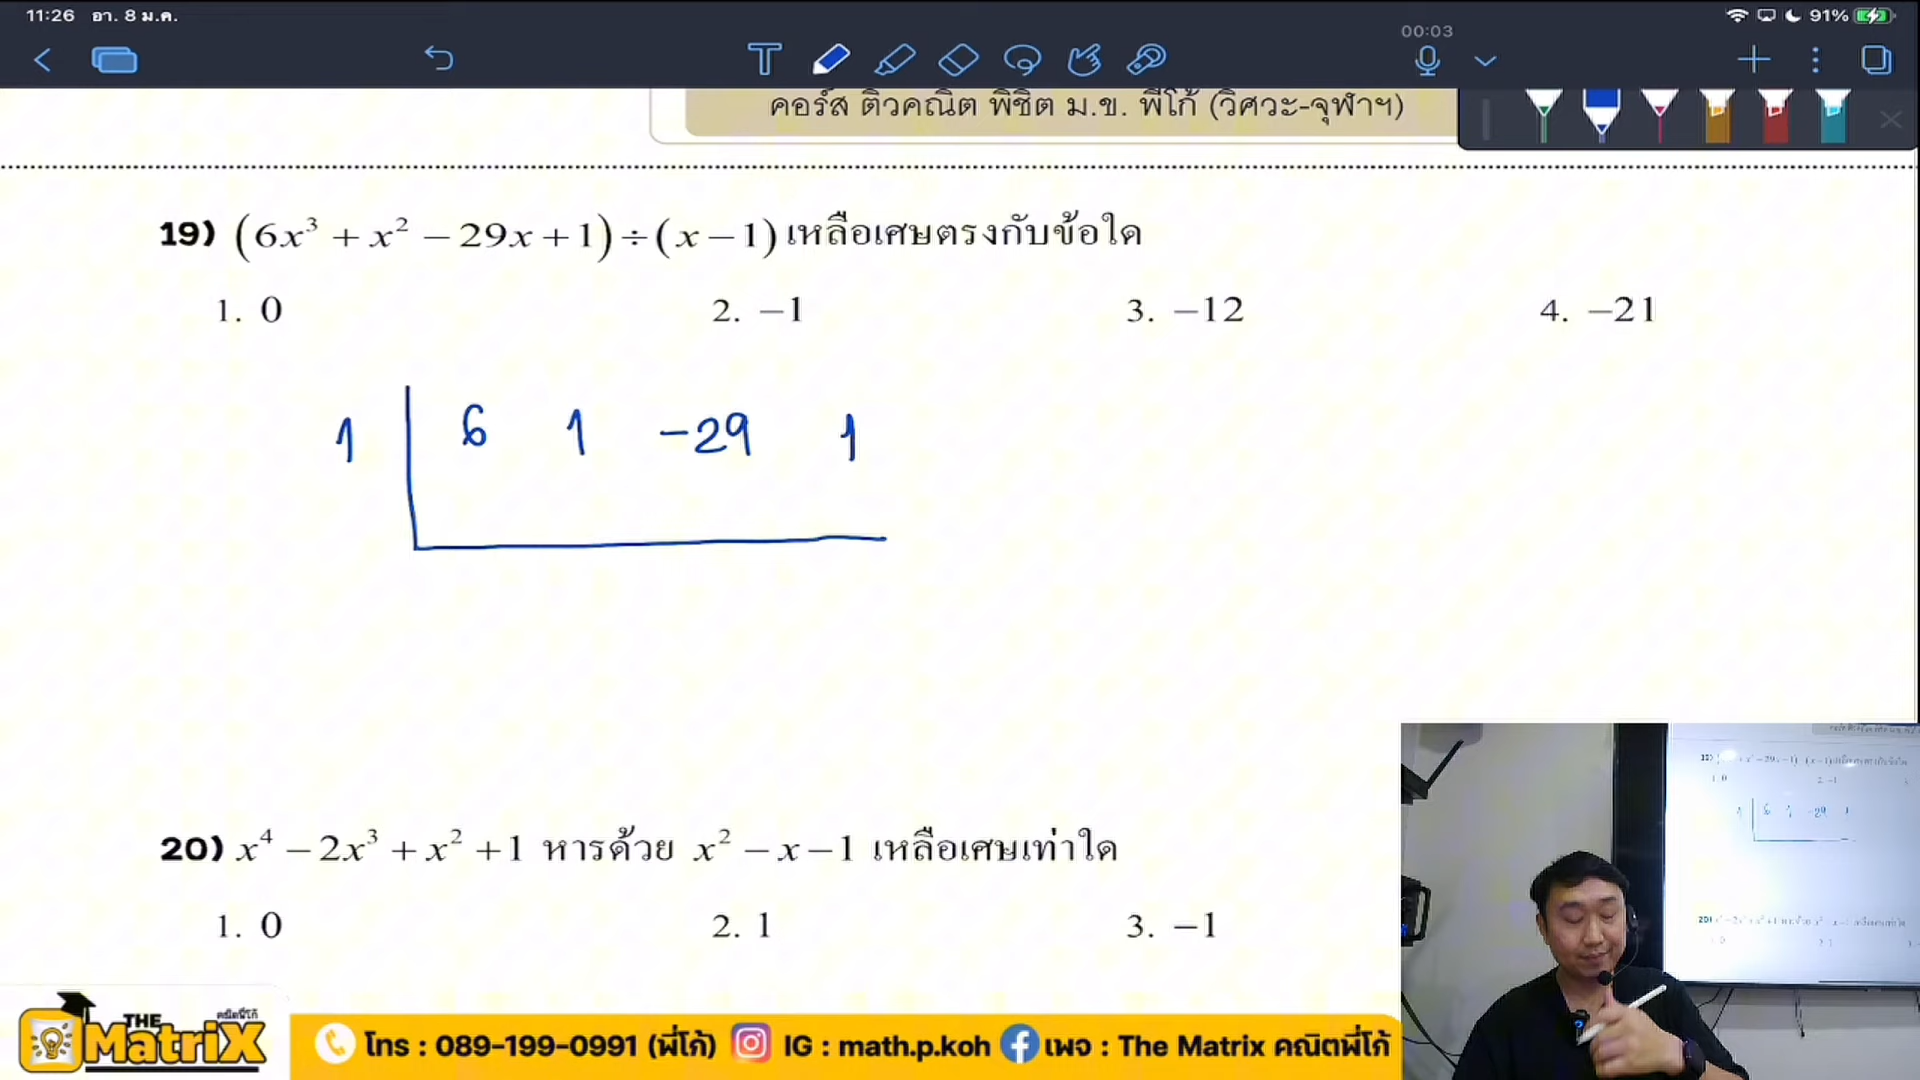 11:26 อา. 8 ม.ค.
91%
00:03
คอร์ส ติวคณิต พิชิต ม.ข. พี่โก้ (วิศวะ-จุฬาฯ)
19) (6x³ + x² − 29x + 1) ÷ (x − 1) เหลือเศษตรงกับข้อใด
1. 0 2. −1 3. −12 4. −21
1 6 1 -29 1
20) x⁴ − 2x³ + x² + 1 หารด้วย x² − x − 1 เหลือเศษเท่าใด
1. 0 2. 1 3. −1
คณิตพี่โก้
THE
MatriX
โทร : 089-199-0991 (พี่โก้) IG : math.p.koh เพจ : The Matrix คณิตพี่โก้